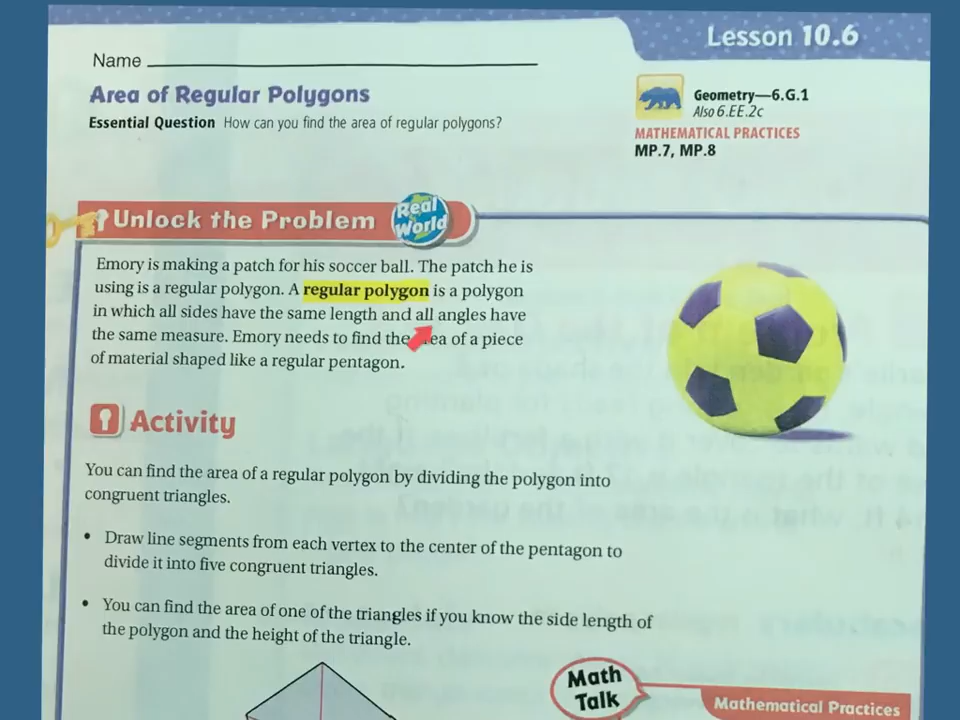 Lesson 10.6
Name
Area of Regular Polygons
Essential Question How can you find the area of regular polygons?
Geometry—6.G.1
Also 6.EE.2c
MATHEMATICAL PRACTICES
MP.7, MP.8
Unlock the Problem
Real
World
Emory is making a patch for his soccer ball. The patch he is
using is a regular polygon. A regular polygon is a polygon
in which all sides have the same length and all angles have
the same measure. Emory needs to find the of a piece
of material shaped like a regular pentagon.
Activity
You can find the area of a regular polygon by dividing the polygon into
congruent triangles.
• Draw line segments from each vertex to the center of the pentagon to
divide it into five congruent triangles.
• You can find the area of one of the triangles if you know the side length of
the polygon and the height of the triangle.
Math
Talk
Mathematical Practices